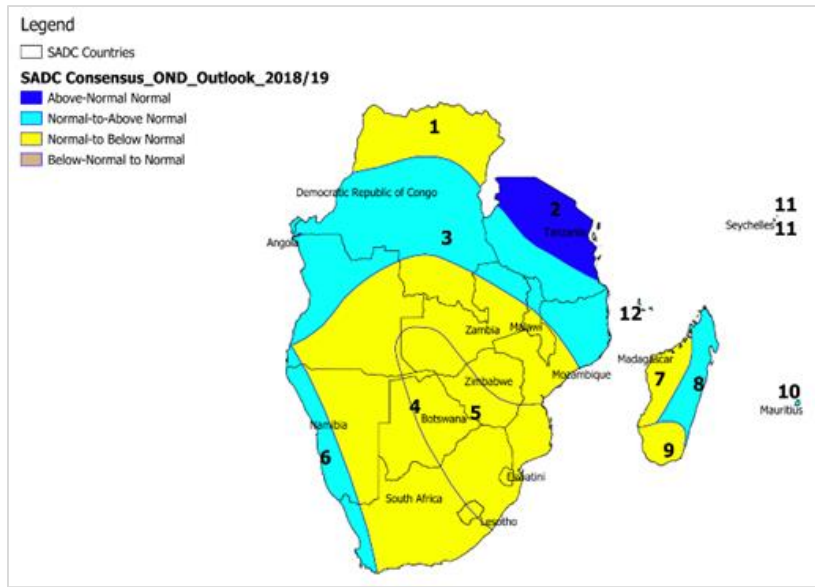 Legend
SADC Countries
SADC Consensus_OND_Outlook_2018/19
Above-Normal Normal
Normal-to-Above Normal
Normal-to Below Normal
Below-Normal to Normal
1
Democratic Republic of Congo
2
Tanzania
11
Seychelles
11
Angola
3
12
Zambia
Malawi
Madagascar
Mozambique
7
8
Zimbabwe
10
Mauritius
4
5
Botswana
Namibia
6
9
Eswatini
South Africa
Lesotho